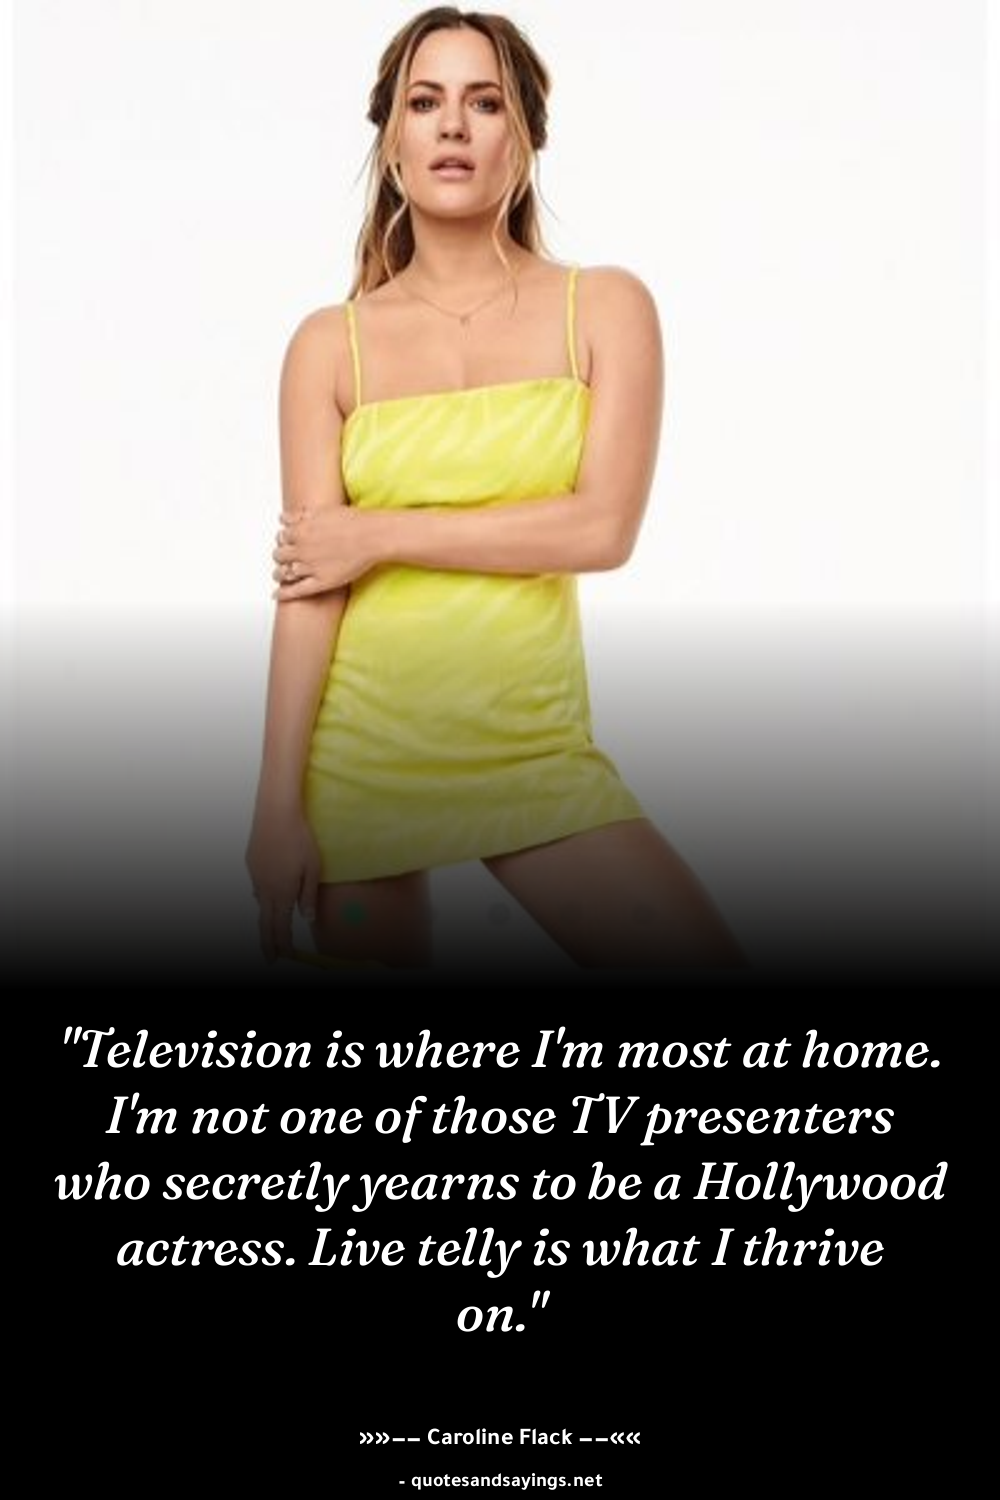 "Television is where I'm most at home.
I'm not one of those TV presenters
who secretly yearns to be a Hollywood
actress. Live telly is what I thrive
on."
»»–– Caroline Flack ––««
- quotesandsayings.net